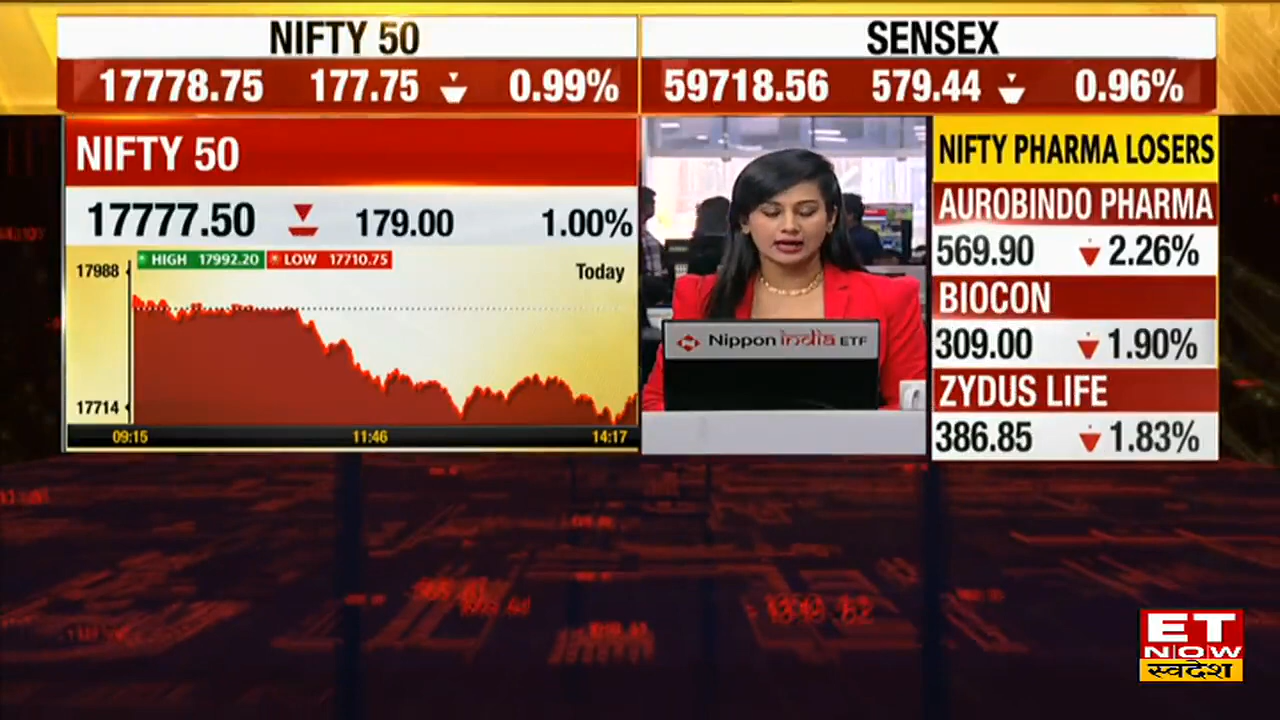 NIFTY 50
17778.75 177.75 0.99%
SENSEX
59718.56 579.44 0.96%
NIFTY 50
17777.50 179.00 1.00%
HIGH 17992.20 LOW 17710.75
Today
17988
17714
09:15 11:46 14:17
Nippon india ETF
NIFTY PHARMA LOSERS
AUROBINDO PHARMA
569.90 2.26%
BIOCON
309.00 1.90%
ZYDUS LIFE
386.85 1.83%
ET
NOW
स्वदेश